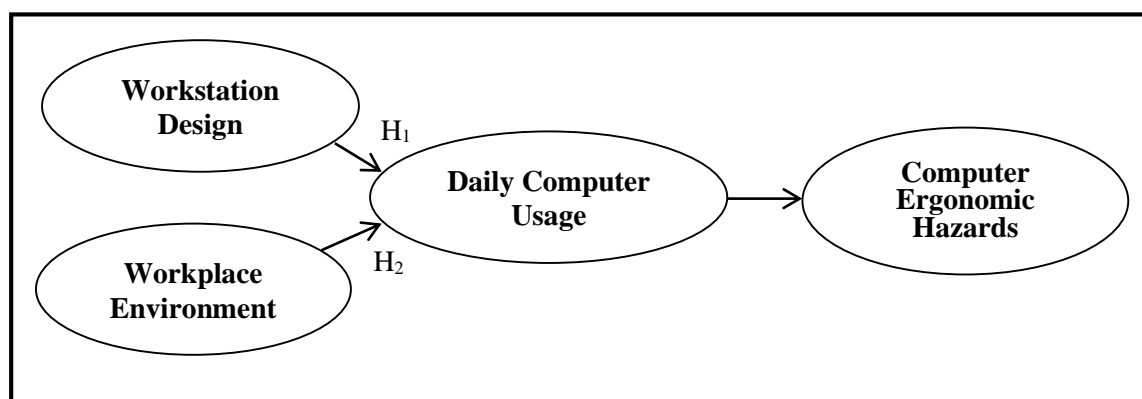 Workstation
Design
H₁
Daily Computer
Usage
Computer
Ergonomic
Hazards
H₂
Workplace
Environment